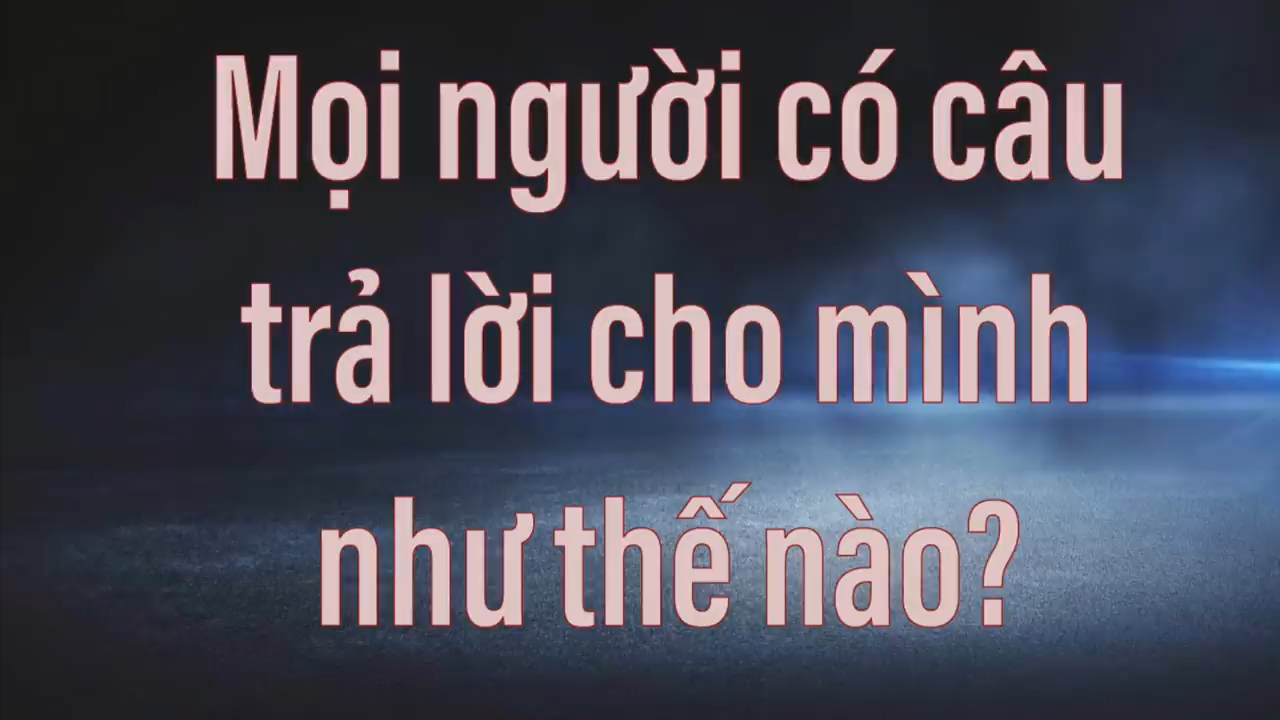 Mọi người có câu
trả lời cho mình
như thế nào?